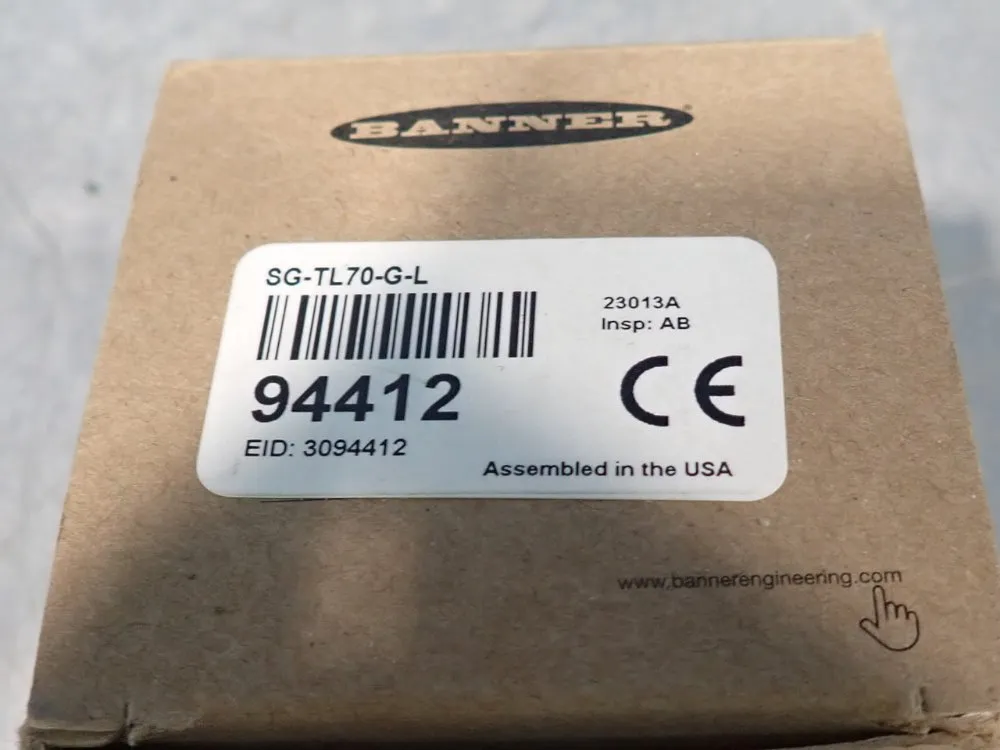 BANNER
SG-TL70-G-L
23013A
Insp: AB
94412
CE
EID: 3094412
Assembled in the USA
www.bannerengineering.com